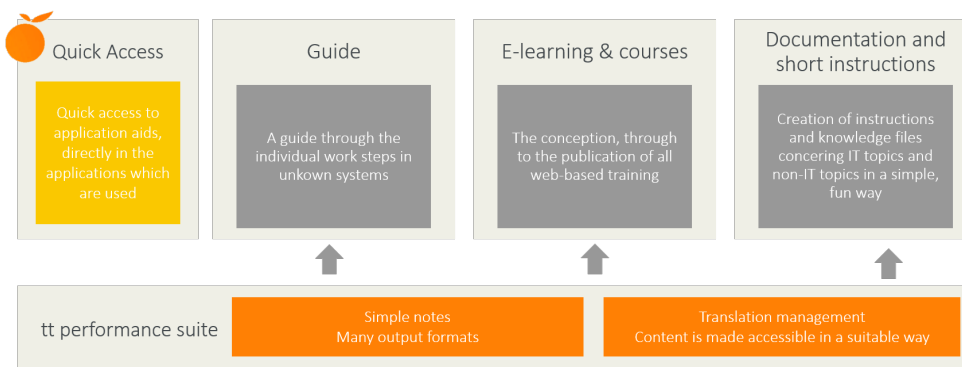 Quick Access
Quick access to
application aids,
directly in the
applications which
are used
Guide
A guide through the
individual work steps in
unkown systems
E-learning & courses
The conception, through
to the publication of all
web-based training
Documentation and
short instructions
Creation of instructions
and knowledge files
concering IT topics and
non-IT topics in a simple,
fun way
tt performance suite
Simple notes
Many output formats
Translation management
Content is made accessible in a suitable way